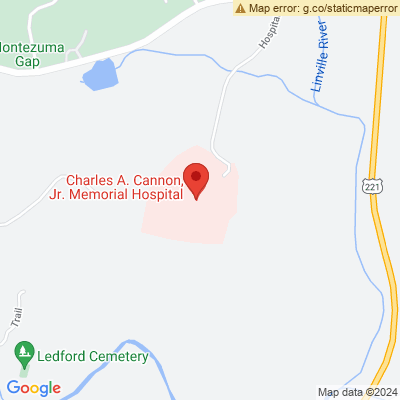 Map error: g.co/staticmaperror
Montezuma
Gap
Hospita
Linville River
Charles A. Cannon,
Jr. Memorial Hospital
221
Trail
Ledford Cemetery
Google
Map data ©2024